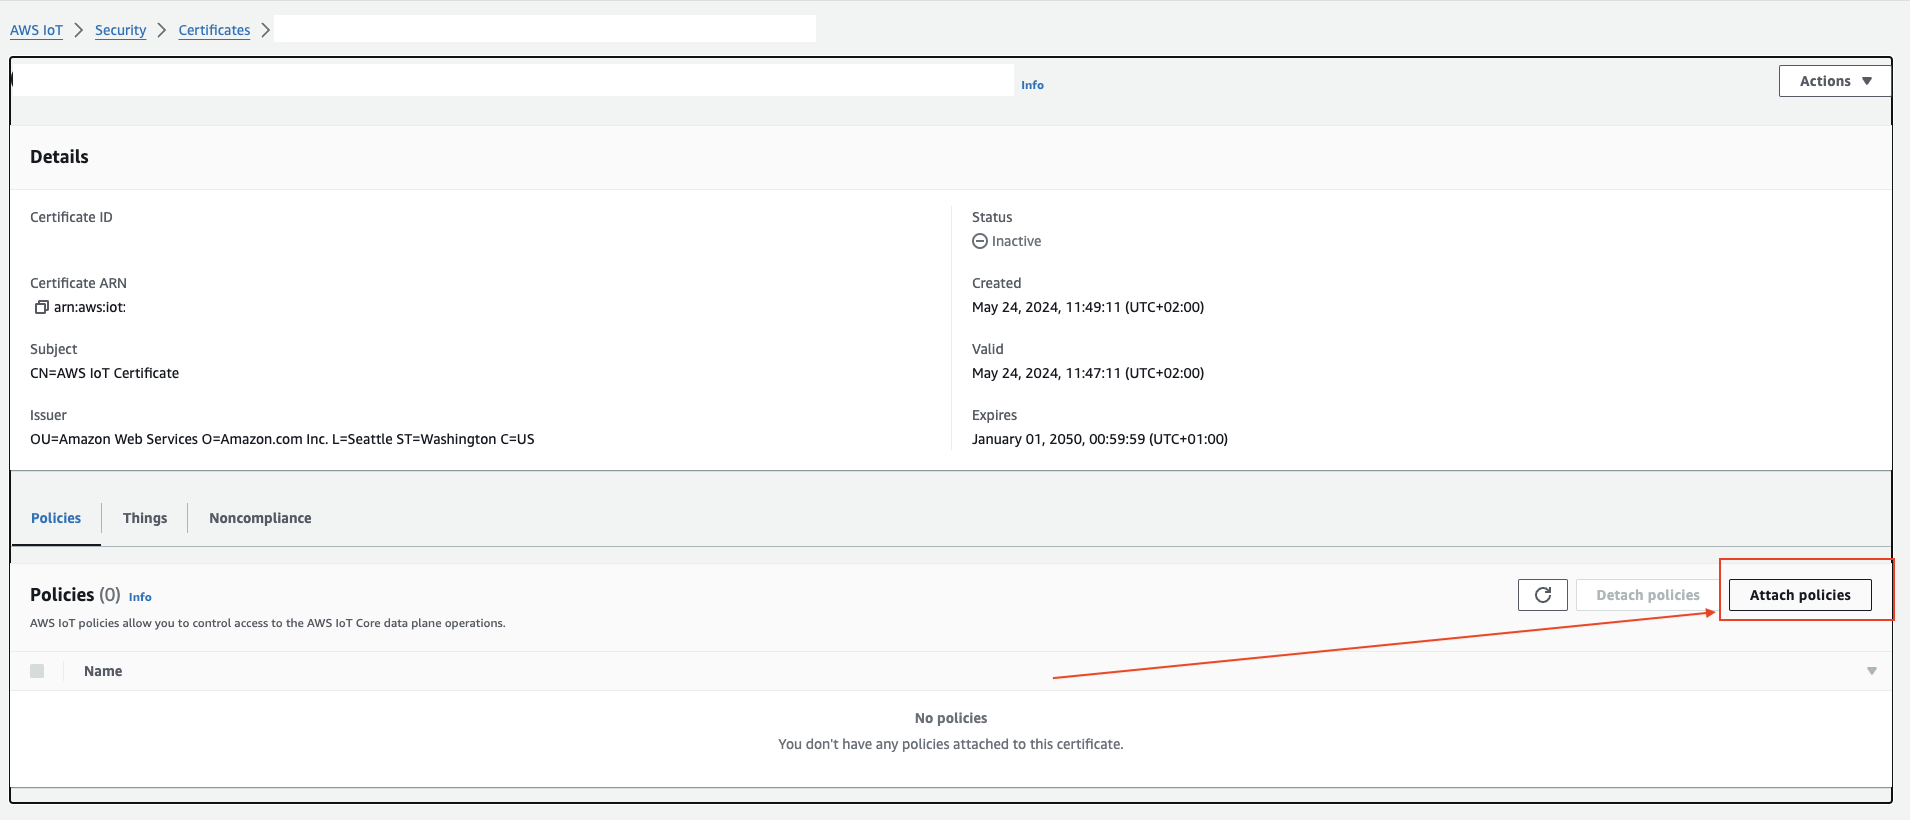 AWS IoT > Security > Certificates >
Info
Actions
Details
Certificate ID
Certificate ARN
arn:aws:iot:
Subject
CN=AWS IoT Certificate
Issuer
OU=Amazon Web Services O=Amazon.com Inc. L=Seattle ST=Washington C=US
Status
Inactive
Created
May 24, 2024, 11:49:11 (UTC+02:00)
Valid
May 24, 2024, 11:47:11 (UTC+02:00)
Expires
January 01, 2050, 00:59:59 (UTC+01:00)
Policies Things Noncompliance
Policies (0) Info
AWS IoT policies allow you to control access to the AWS IoT Core data plane operations.
Detach policies
Attach policies
Name
No policies
You don't have any policies attached to this certificate.